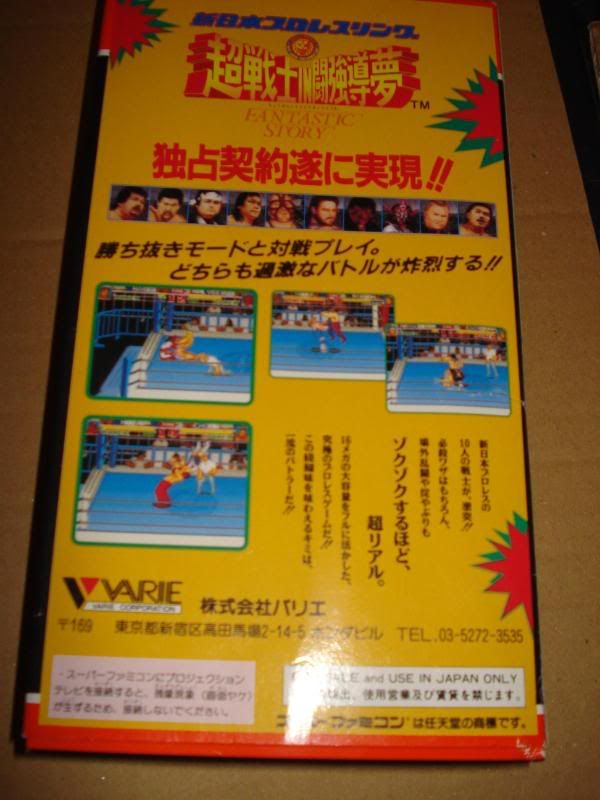 新日本プロレスリング
超戦士IN闘強導夢
TM
FANTASTIC
STORY
独占契約遂に実現!!
勝ち抜きモードと対戦プレイ。
どちらも過激なバトルが炸裂する!!
新日本プロレスの
10人の戦士が、激突!!
必殺ワザはもちろん、
場外乱闘や掟やぶりも
ゾクゾクするほど、
超リアル。
16メガの大容量をフルに活かした、
究極のプロレスゲームだ!!
この醍醐味を味わえるキミは、
一流のバトラーだ!!
VARIE
VARIE CORPORATION
株式会社バリエ
〒169 東京都新宿区高田馬場2-14-5 ホンダビル TEL.03-5272-3535
・スーパーファミコンにプロジェクション
テレビを接続すると、残像現象(画面ヤケ)
が生ずるため、接続しないでください。
SALE and USE IN JAPAN ONLY
使用営業及び賃貸を禁じます。
スーパーファミコンは任天堂の商標です。